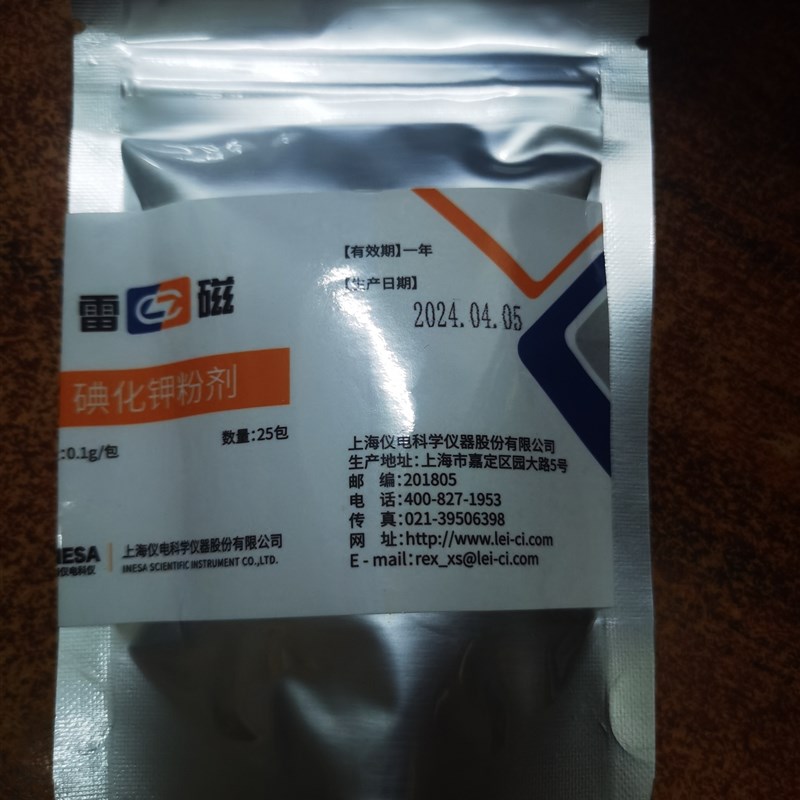 雷磁
碘化钾粉剂
:0.1g/包
数量:25包
NESA
上海仪电科学仪器股份有限公司
INESA SCIENTIFIC INSTRUMENT CO.,LTD.
仪电科仪
【有效期】一年
【生产日期】
2024.04.05
上海仪电科学仪器股份有限公司
生产地址:上海市嘉定区园大路5号
邮 编:201805
电 话:400-827-1953
传 真:021-39506398
网 址:http://www.lei-ci.com
E-mail:rex_xs@lei-ci.com